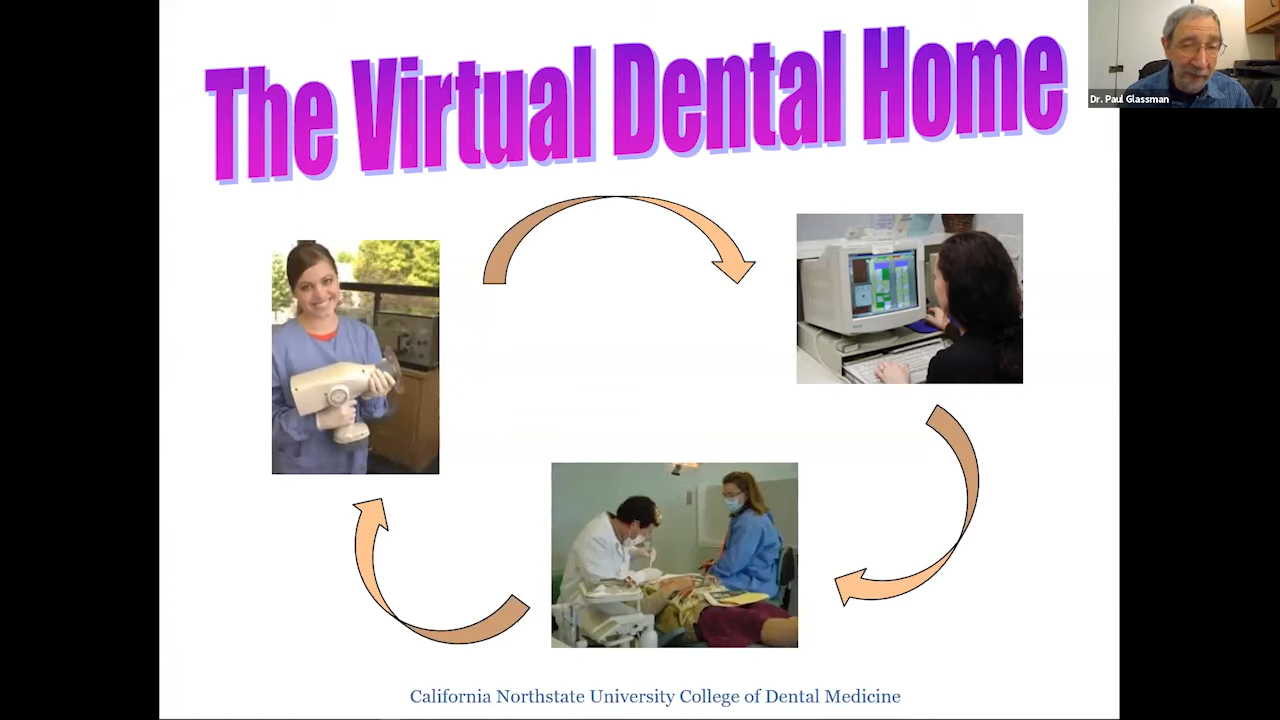 The Virtual Dental Home
Dr. Paul Glassman
California Northstate University College of Dental Medicine